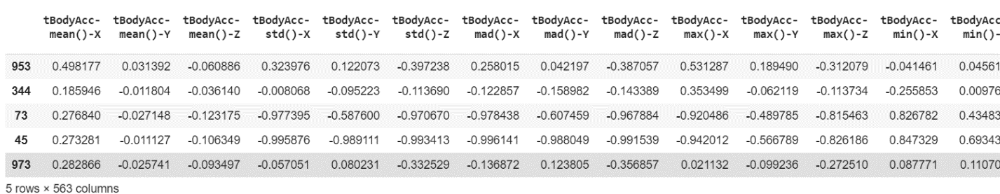 tBodyAcc- tBodyAcc- tBodyAcc- tBodyAcc- tBodyAcc- tBodyAcc- tBodyAcc- tBodyAcc- tBodyAcc- tBodyAcc- tBodyAcc- tBodyAcc- tBodyAcc- tBodyAcc
mean()-X mean()-Y mean()-Z std()-X std()-Y std()-Z mad()-X mad()-Y mad()-Z max()-X max()-Y max()-Z min()-X min()-
953 0.498177 0.031392 -0.060886 0.323976 0.122073 -0.397238 0.258015 0.042197 -0.387057 0.531287 0.189490 -0.312079 -0.041461 0.04561
344 0.185946 -0.011804 -0.036140 -0.008068 -0.095223 -0.113690 -0.122857 -0.158982 -0.143389 0.353499 -0.062119 -0.113734 -0.255853 0.00976
73 0.276840 -0.027148 -0.123175 -0.977395 -0.587600 -0.970670 -0.978438 -0.607459 -0.967884 -0.920486 -0.489785 -0.815463 0.826782 0.43483
45 0.273281 -0.011127 -0.106349 -0.995876 -0.989111 -0.993413 -0.996141 -0.988049 -0.991539 -0.942012 -0.566789 -0.826186 0.847329 0.69343
973 0.282866 -0.025741 -0.093497 -0.057051 0.080231 -0.332529 -0.136872 0.123805 -0.356857 0.021132 -0.099236 -0.272510 0.087771 0.11070
5 rows × 563 columns